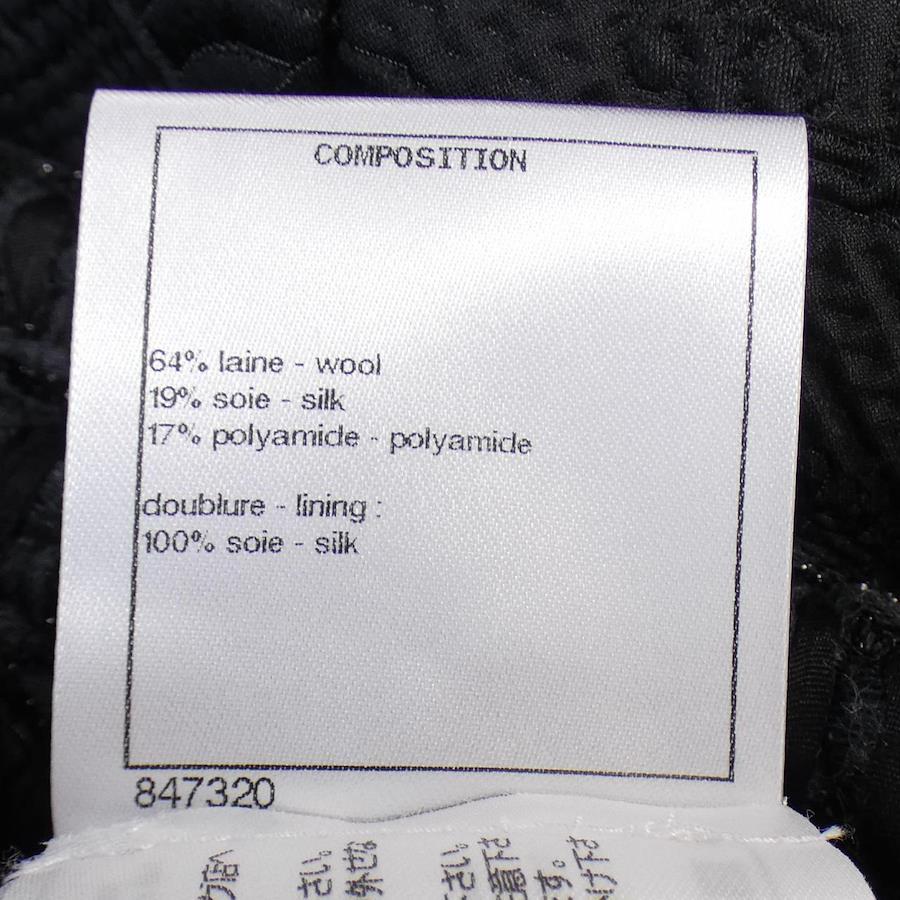 COMPOSITION
64% laine - wool
19% soie - silk
17% polyamide - polyamide
doublure - lining :
100% soie - silk
847320